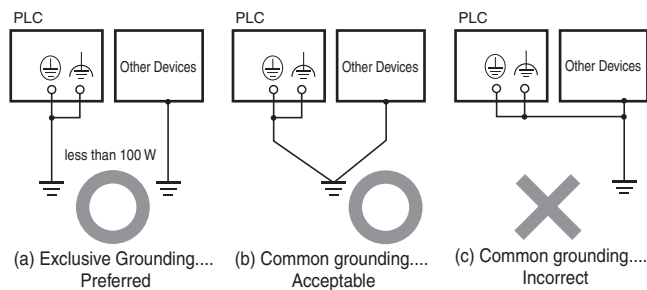 PLC
Other Devices
less than 100 W
(a) Exclusive Grounding....
Preferred
PLC
Other Devices
(b) Common grounding....
Acceptable
PLC
Other Devices
(c) Common grounding....
Incorrect